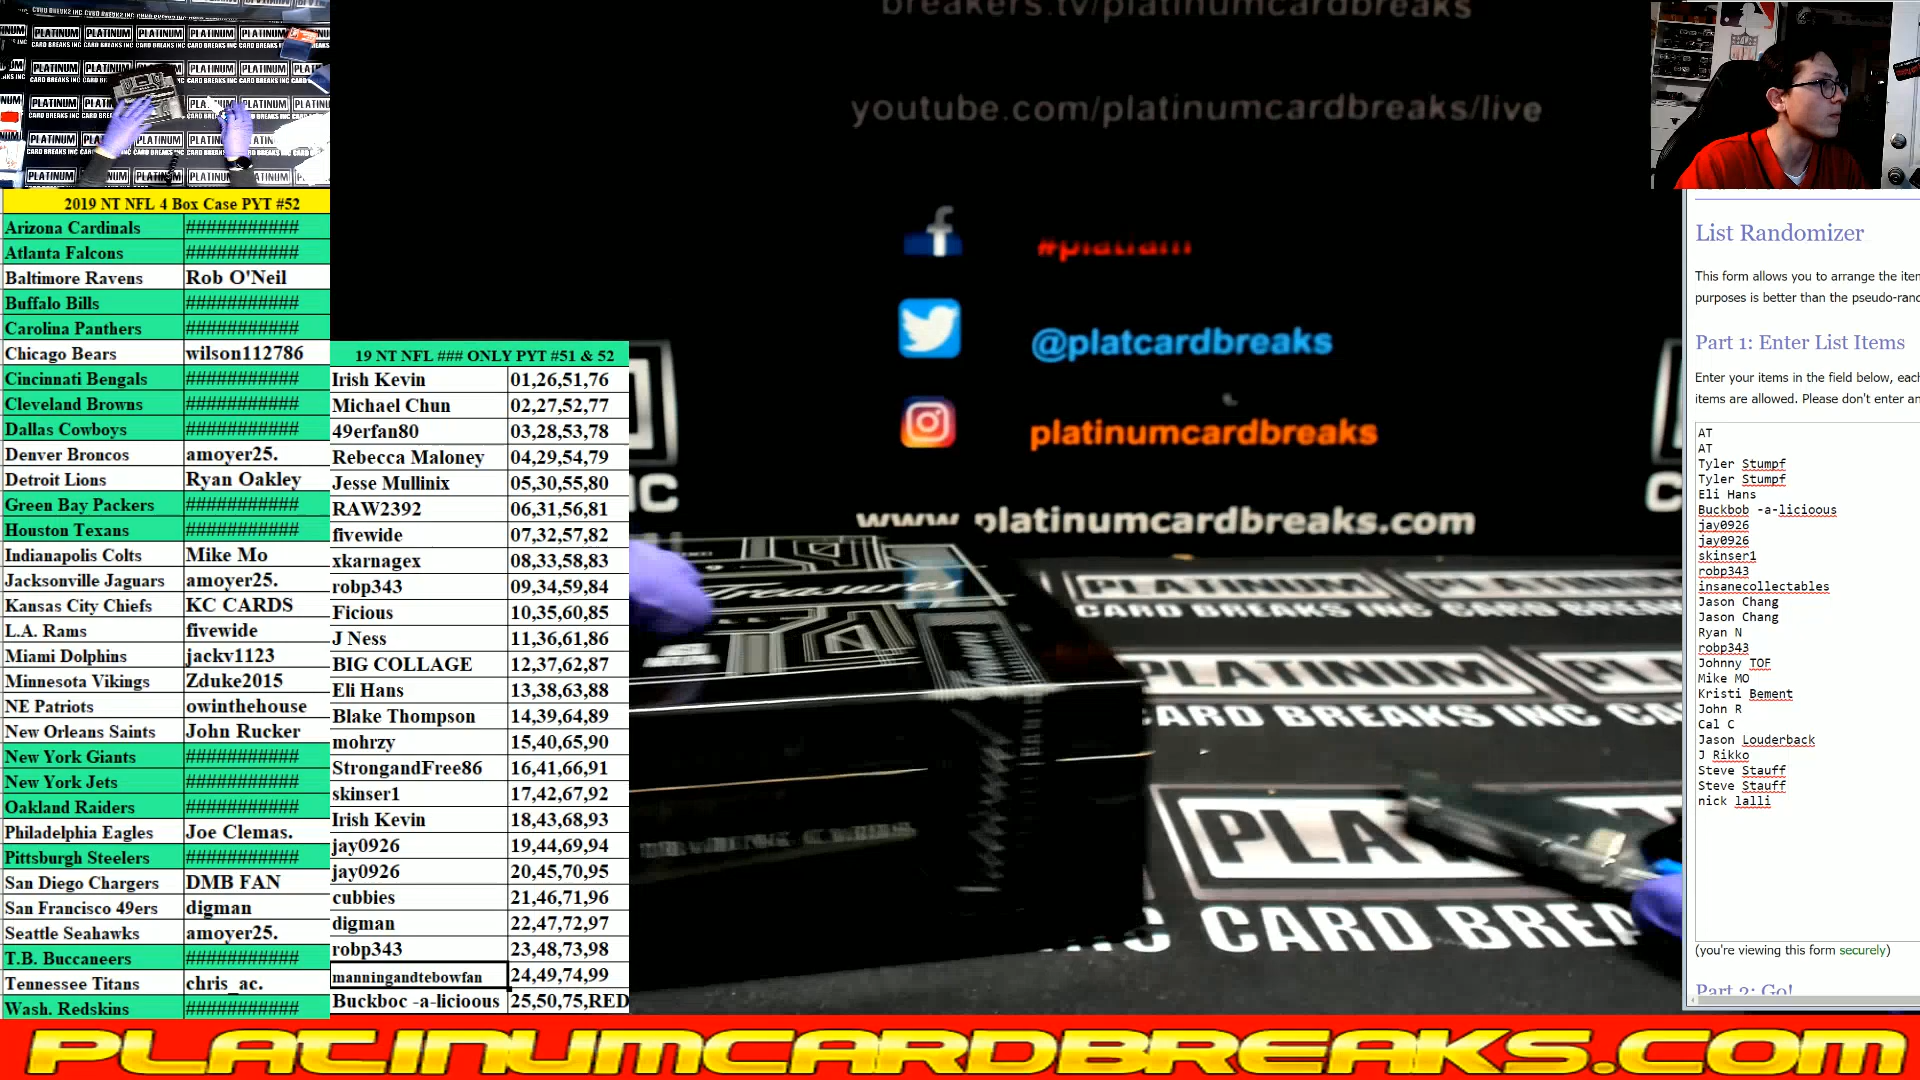 breakers.tv/platinumcardbreaks
youtube.com/platinumcardbreaks/live
@platcardbreaks
platinumcardbreaks
www.platinumcardbreaks.com
2019 NT NFL 4 Box Case PYT #52
Arizona Cardinals ###########
Atlanta Falcons ###########
Baltimore Ravens Rob O'Neil
Buffalo Bills ###########
Carolina Panthers ###########
Chicago Bears wilson112786
Cincinnati Bengals ###########
Cleveland Browns ###########
Dallas Cowboys ###########
Denver Broncos amoyer25.
Detroit Lions Ryan Oakley
Green Bay Packers ###########
Houston Texans ###########
Indianapolis Colts Mike Mo
Jacksonville Jaguars amoyer25.
Kansas City Chiefs KC CARDS
L.A. Rams fivewide
Miami Dolphins jackv1123
Minnesota Vikings Zduke2015
NE Patriots owinthehouse
New Orleans Saints John Rucker
New York Giants ###########
New York Jets ###########
Oakland Raiders ###########
Philadelphia Eagles Joe Clemas.
Pittsburgh Steelers ###########
San Diego Chargers DMB FAN
San Francisco 49ers digman
Seattle Seahawks amoyer25.
T.B. Buccaneers ###########
Tennessee Titans chris_ac.
Wash. Redskins ###########
19 NT NFL ### ONLY PYT #51 & 52
Irish Kevin 01,26,51,76
Michael Chun 02,27,52,77
49erfan80 03,28,53,78
Rebecca Maloney 04,29,54,79
Jesse Mullinix 05,30,55,80
RAW2392 06,31,56,81
fivewide 07,32,57,82
xkarnagex 08,33,58,83
robp343 09,34,59,84
Ficious 10,35,60,85
J Ness 11,36,61,86
BIG COLLAGE 12,37,62,87
Eli Hans 13,38,63,88
Blake Thompson 14,39,64,89
mohrzy 15,40,65,90
StrongandFree86 16,41,66,91
skinser1 17,42,67,92
Irish Kevin 18,43,68,93
jay0926 19,44,69,94
jay0926 20,45,70,95
cubbies 21,46,71,96
digman 22,47,72,97
robp343 23,48,73,98
manningandtebowfan 24,49,74,99
Buckboc -a-licioous 25,50,75,RED
Treasures
PLATINUM
CARD BREAKS INC
PLATINUM
CARD BREAKS INC
List Randomizer
This form allows you to arrange the
purposes is better than the
Part 1: Enter List Items
Enter your items in the field below,
items are allowed. Please don't enter
AT
AT
Tyler Stumpf
Tyler Stumpf
Eli Hans
Buckbob -a-licioous
jay0926
jay0926
skinser1
robp343
insanecollectables
Jason Chang
Jason Chang
Ryan N
robp343
Johnny TOF
Mike MO
Kristi Bement
John R
Cal C
Jason Louderback
J Rikko
Steve Stauff
Steve Stauff
nick lalli
(you're viewing this form securely)
Part 2: Go!
PLATINUMCARDBREAKS.COM